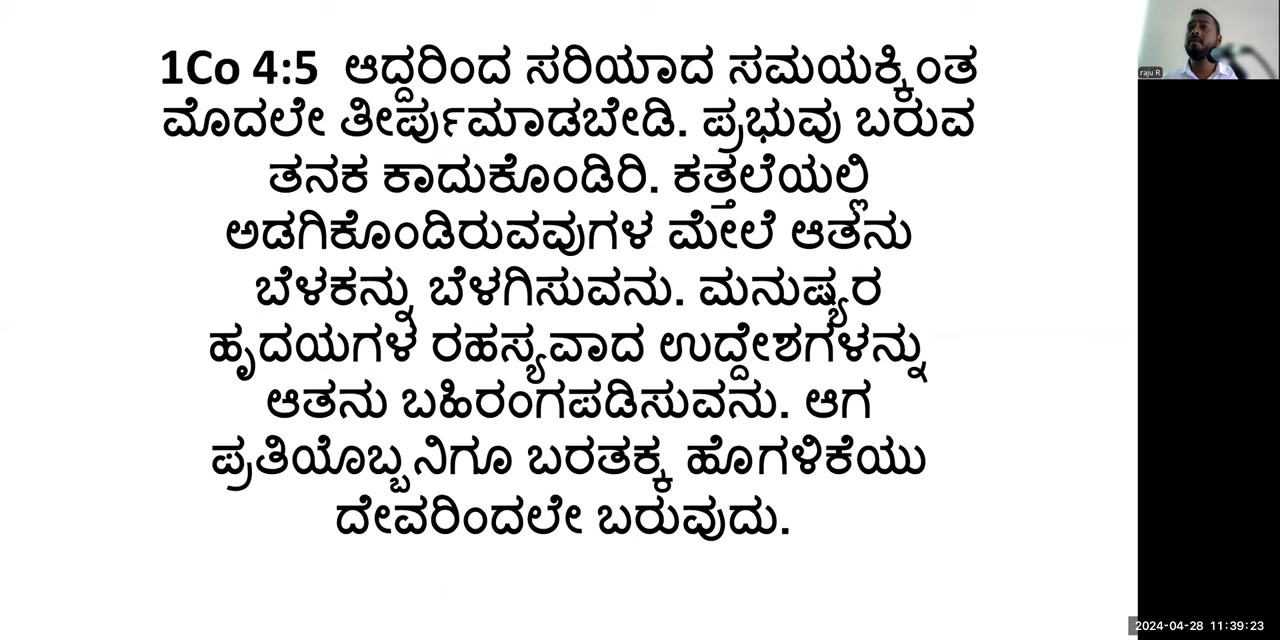 1Co 4:5 ಆದ್ದರಿಂದ ಸರಿಯಾದ ಸಮಯಕ್ಕಿಂತ
ಮೊದಲೇ ತೀರ್ಪುಮಾಡಬೇಡಿ. ಪ್ರಭುವು ಬರುವ
ತನಕ ಕಾದುಕೊಂಡಿರಿ. ಕತ್ತಲೆಯಲ್ಲಿ
ಅಡಗಿಕೊಂಡಿರುವವುಗಳ ಮೇಲೆ ಆತನು
ಬೆಳಕನ್ನು ಬೆಳಗಿಸುವನು. ಮನುಷ್ಯರ
ಹೃದಯಗಳ ರಹಸ್ಯವಾದ ಉದ್ದೇಶಗಳನ್ನು
ಆತನು ಬಹಿರಂಗಪಡಿಸುವನು. ಆಗ
ಪ್ರತಿಯೊಬ್ಬನಿಗೂ ಬರತಕ್ಕ ಹೊಗಳಿಕೆಯು
ದೇವರಿಂದಲೇ ಬರುವುದು.
raju R
2024-04-28 11:39:23